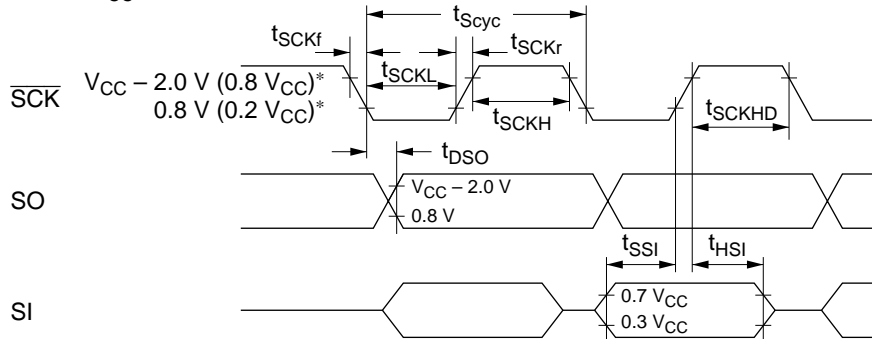 CC
tScyc
tSCKf
tSCKr
tSCKL
SCK
VCC – 2.0 V (0.8 VCC)*
0.8 V (0.2 VCC)*
tSCKH
tSCKHD
tDSO
SO
VCC – 2.0 V
0.8 V
tSSI
tHSI
SI
0.7 VCC
0.3 VCC